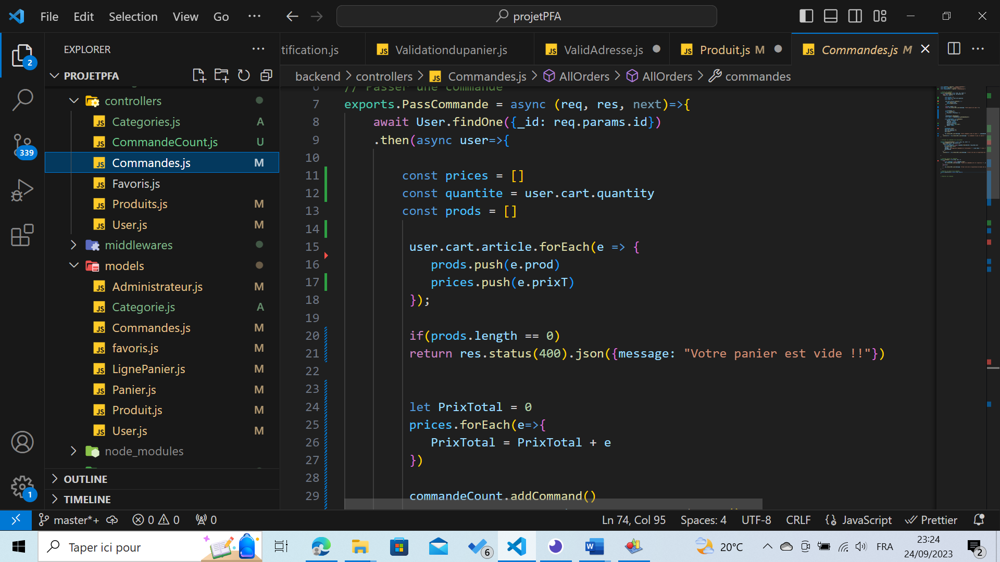 File Edit Selection View Go ··· projetPFA
EXPLORER ···
PROJETPFA
controllers
Categories.js A
CommandeCount.js U
Commandes.js M
Favoris.js
Produits.js M
User.js M
middlewares
models
Administrateur.js M
Categorie.js A
Commandes.js M
favoris.js M
LignePanier.js M
Panier.js M
Produit.js M
User.js M
node_modules
OUTLINE
TIMELINE
2
339
1
tification.js Validationdupanier.js ValidAdresse.js Produit.js M Commandes.js M
backend > controllers > Commandes.js > AllOrders > AllOrders > commandes
6 // Passer une commande
7 exports.PassCommande = async (req, res, next)=>{
8 await User.findOne({_id: req.params.id})
9 .then(async user=>{
10
11 const prices = []
12 const quantite = user.cart.quantity
13 const prods = []
14
15 user.cart.article.forEach(e => {
16 prods.push(e.prod)
17 prices.push(e.prixT)
18 });
19
20 if(prods.length == 0)
21 return res.status(400).json({message: "Votre panier est vide !!"})
22
23
24 let PrixTotal = 0
25 prices.forEach(e=>{
26 PrixTotal = PrixTotal + e
27 })
28
29 commandeCount.addCommand()
master*+ 0 0 0 Ln 74, Col 95 Spaces: 4 UTF-8 CRLF JavaScript Prettier
Taper ici pour 6 20°C FRA 23:24
24/09/2023 2